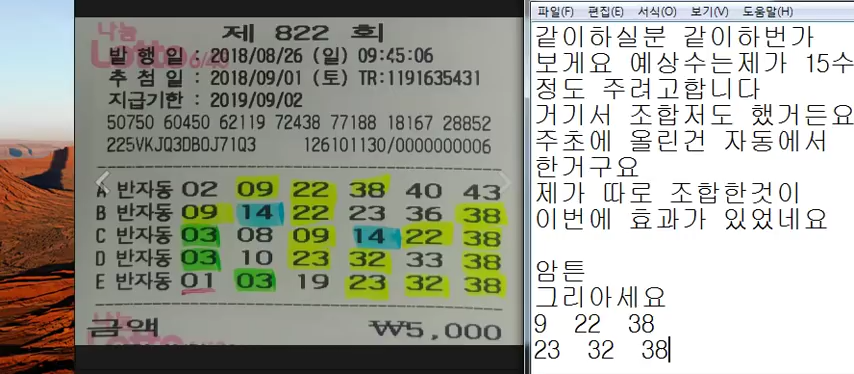 나눔
Lotto 6/45
제 822 회
발 행 일 : 2018/08/26 (일) 09:45:06
추 첨 일 : 2018/09/01 (토) TR:1191635431
지급기한 : 2019/09/02
50750 60450 62119 72438 77188 18167 28852
225VKJQ3DB0J71Q3 126101130/0000000006
A 반자동 02 09 22 38 40 43
B 반자동 09 14 22 23 36 38
C 반자동 03 08 09 14 22 38
D 반자동 03 10 23 32 33 38
E 반자동 01 03 19 23 32 38
금액 ₩5,000
파일(F) 편집(E) 서식(O) 보기(V) 도움말(H)
같이하실분 같이하번가
보게요 예상수는제가 15수
정도 주려고합니다
거기서 조합저도 했거든요
주초에 올린건 자동에서
한거구요
제가 따로 조합한것이
이번에 효과가 있었네요
암튼
그리아세요
9 22 38
23 32 38